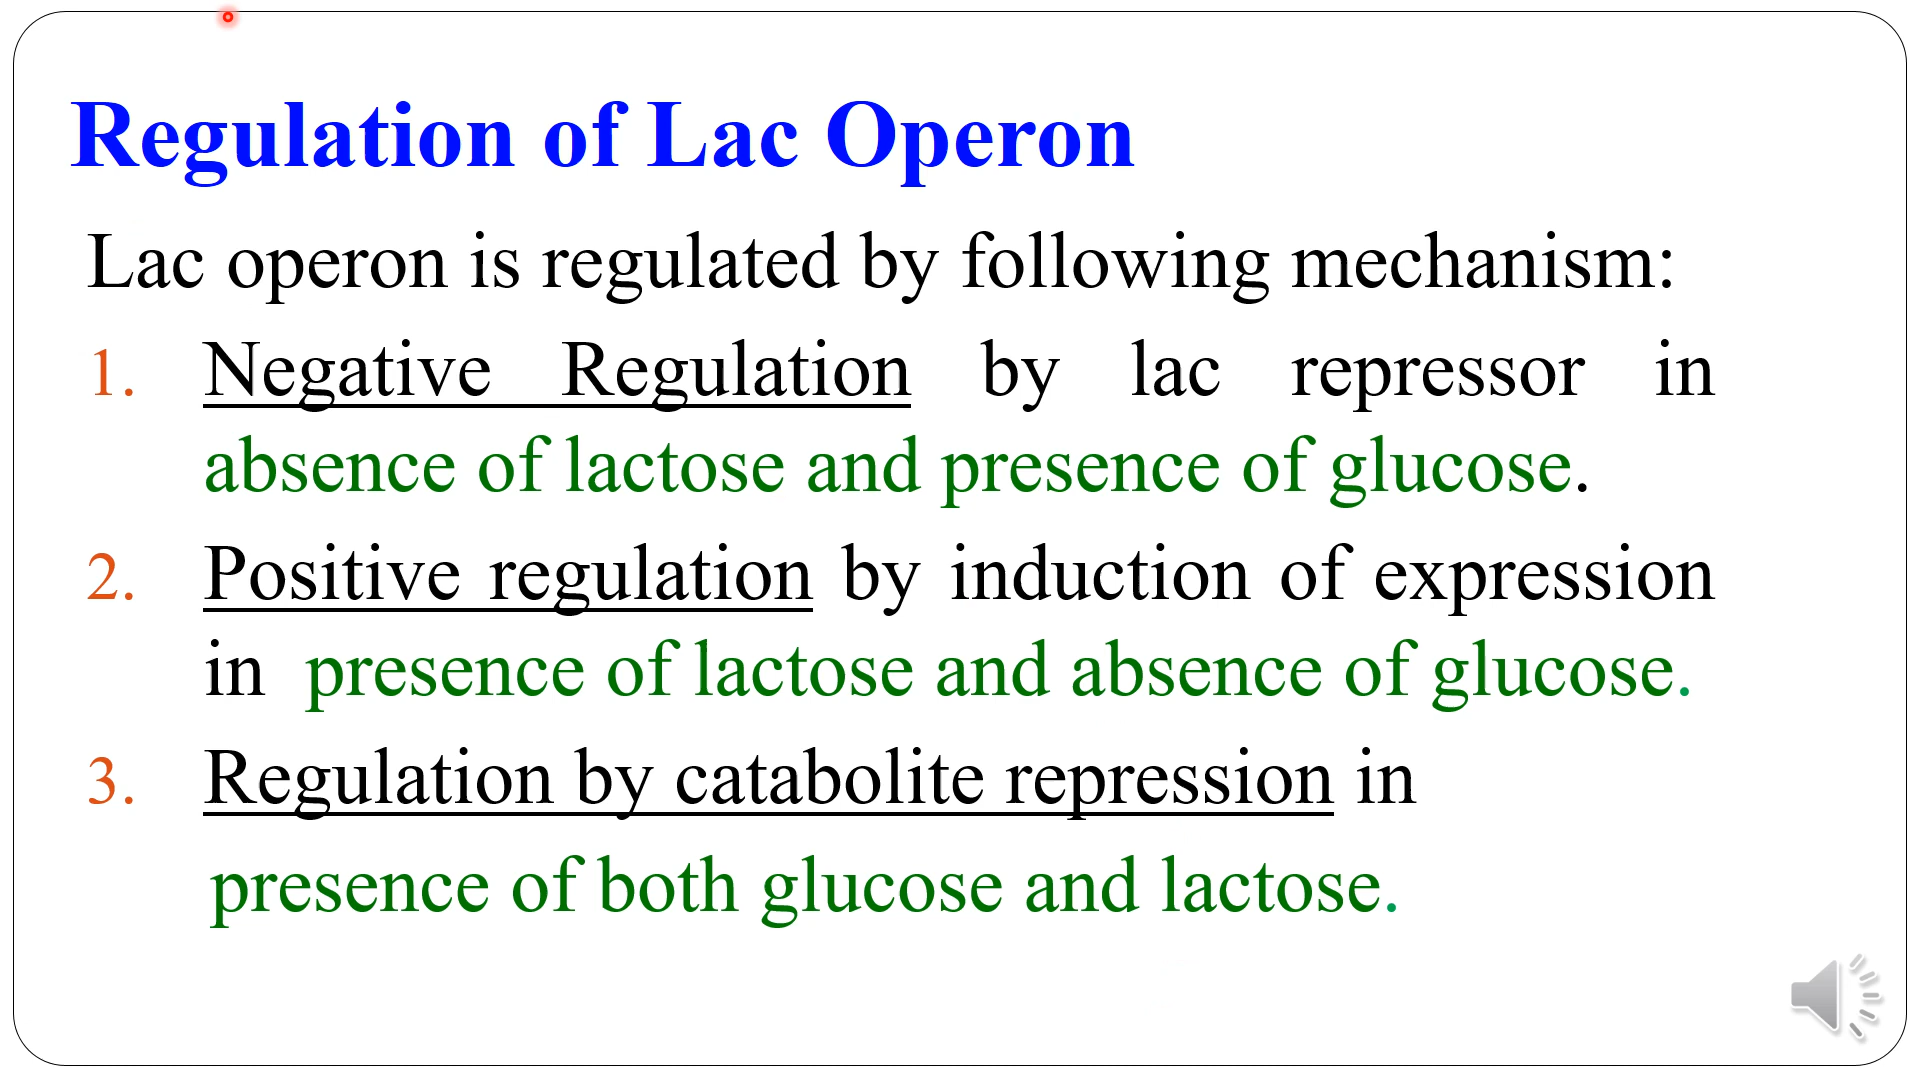 Regulation of Lac Operon
Lac operon is regulated by following mechanism:
1. Negative Regulation by lac repressor in
absence of lactose and presence of glucose.
2. Positive regulation by induction of expression
in presence of lactose and absence of glucose.
3. Regulation by catabolite repression in
presence of both glucose and lactose.